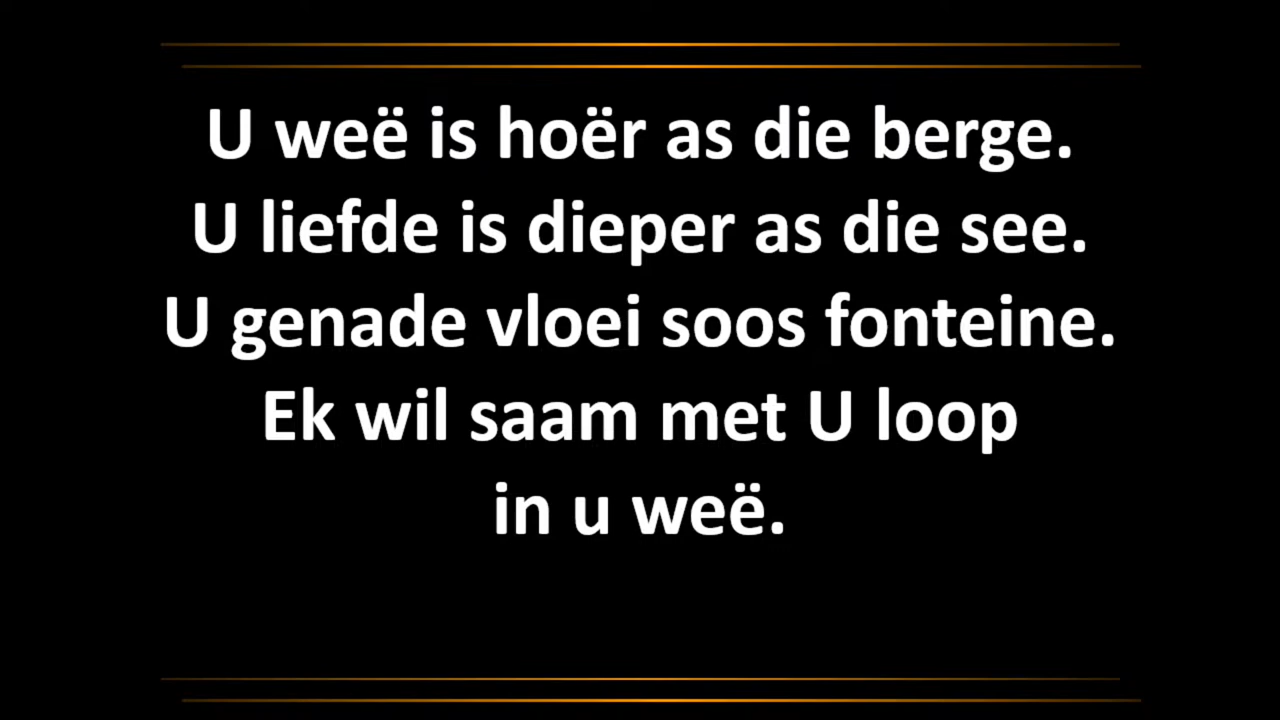 U weë is hoër as die berge.
U liefde is dieper as die see.
U genade vloei soos fonteine.
Ek wil saam met U loop
in u weë.